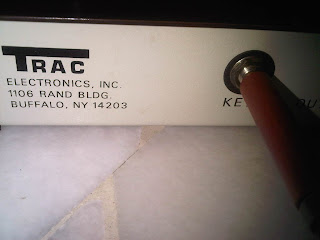 TRAC
ELECTRONICS, INC.
1106 RAND BLDG.
BUFFALO, NY 14203